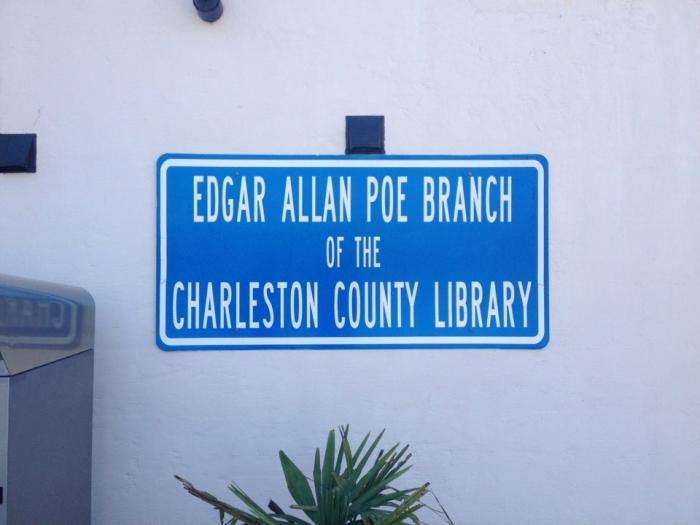 EDGAR ALLAN POE BRANCH
OF THE
CHARLESTON COUNTY LIBRARY